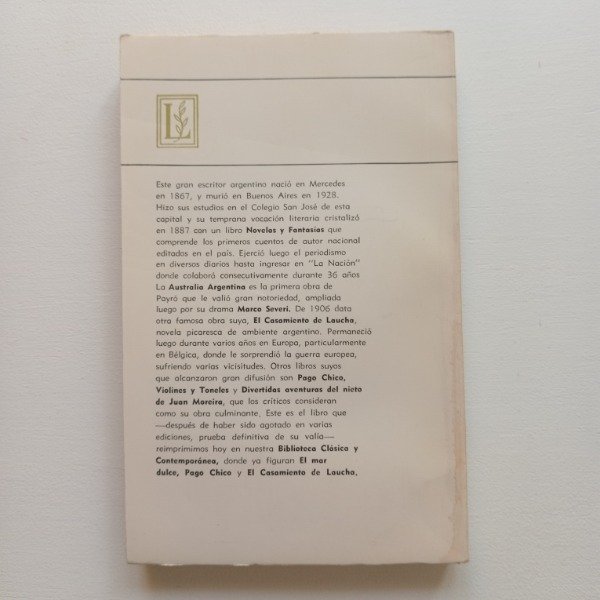 L
Este gran escritor argentino nació en Mercedes
en 1867, y murió en Buenos Aires en 1928.
Hizo sus estudios en el Colegio San José de esta
capital y su temprana vocación literaria cristalizó
en 1887 con un libro Novelas y Fantasías que
comprende los primeros cuentos de autor nacional
editados en el país. Ejerció luego el periodismo
en diversos diarios hasta ingresar en "La Nación"
donde colaboró consecutivamente durante 36 años
La Australia Argentina es la primera obra de
Payró que le valió gran notoriedad, ampliada
luego por su drama Marco Severi. De 1906 data
otra famosa obra suya, El Casamiento de Laucha,
novela picaresca de ambiente argentino. Permaneció
luego durante varios años en Europa, particularmente
en Bélgica, donde le sorprendió la guerra europea,
sufriendo varias vicisitudes. Otros libros suyos
que alcanzaron gran difusión son Pago Chico,
Violines y Toneles y Divertidas aventuras del nieto
de Juan Moreira, que los críticos consideran
como su obra culminante. Este es el libro que
—después de haber sido agotado en varias
ediciones, prueba definitiva de su valía—
reimprimimos hoy en nuestra Biblioteca Clásica y
Contemporánea, donde ya figuran El mar
dulce, Pago Chico y El Casamiento de Laucha.